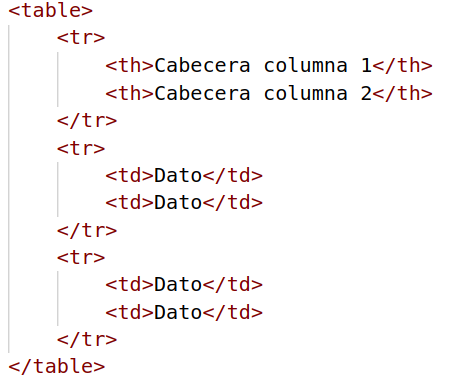 <table>
<tr>
<th>Cabecera columna 1</th>
<th>Cabecera columna 2</th>
</tr>
<tr>
<td>Dato</td>
<td>Dato</td>
</tr>
<tr>
<td>Dato</td>
<td>Dato</td>
</tr>
</table>